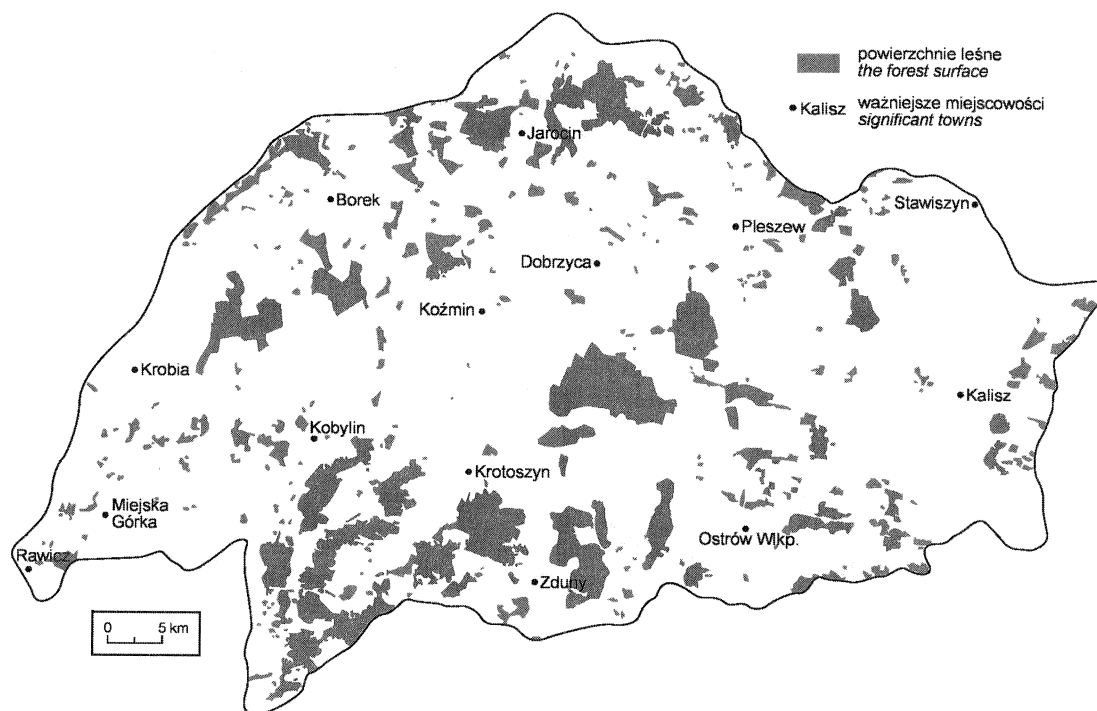 powierzchnie leśne
the forest surface
Kalisz
ważniejsze miejscowości
significant towns
Jarocin
Borek
Stawiszyn
Pleszew
Dobrzyca
Koźmin
Krobia
Kalisz
Kobylin
Krotoszyn
Miejska
Górka
Ostrów Wlkp.
Rawicz
Zduny
0 5 km